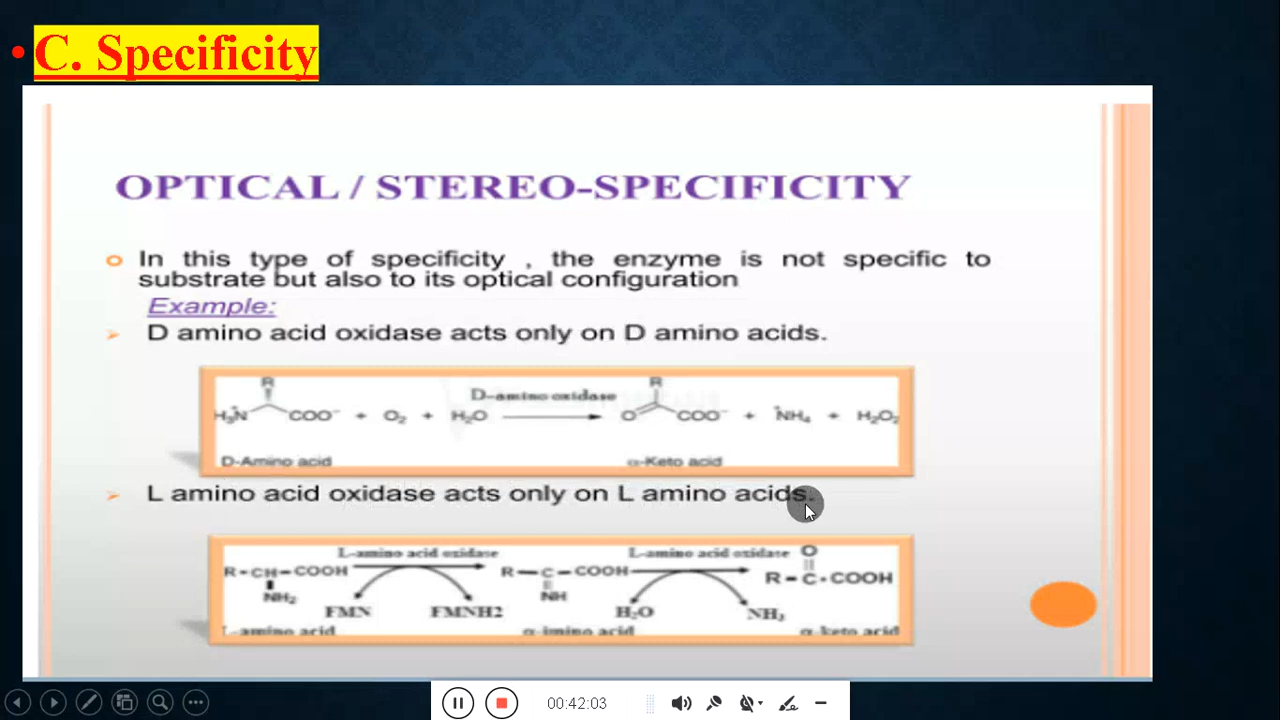 • C. Specificity
OPTICAL / STEREO-SPECIFICITY
In this type of specificity , the enzyme is not specific to
substrate but also to its optical configuration
Example:
D amino acid oxidase acts only on D amino acids.
R
D-amino oxidase
R
H₃N⁺ COO⁻ + O₂ + H₂O O COO⁻ + ⁺NH₄ + H₂O₂
D-Amino acid α-Keto acid
L amino acid oxidase acts only on L amino acids.
L-amino acid oxidase L-amino acid oxidase O
R-CH-COOH R-C-COOH R-C-COOH
NH₂ NH
FMN FMNH2 H₂O NH₃
L-amino acid α-imino acid α-keto acid
00:42:03